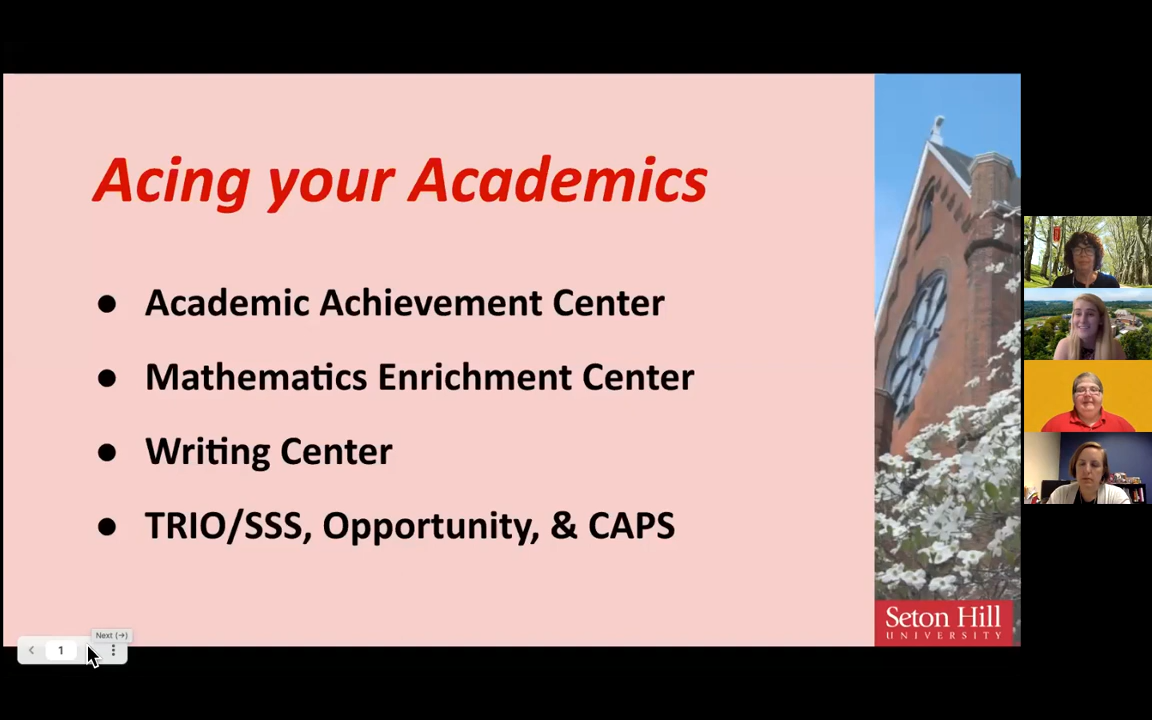 Acing your Academics
● Academic Achievement Center
● Mathematics Enrichment Center
● Writing Center
● TRIO/SSS, Opportunity, & CAPS
Seton Hill
UNIVERSITY
Next (→)
1